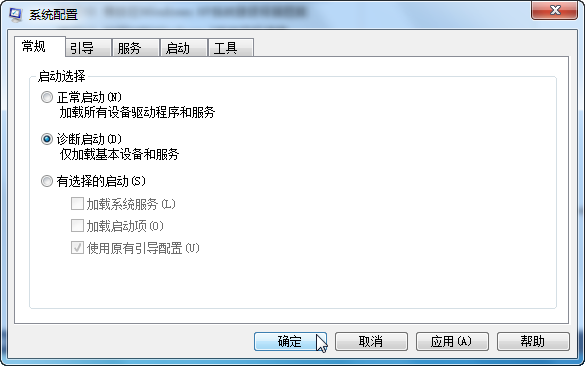 系统配置
常规 引导 服务 启动 工具
启动选择
正常启动(N)
加载所有设备驱动程序和服务
诊断启动(D)
仅加载基本设备和服务
有选择的启动(S)
加载系统服务(L)
加载启动项(O)
使用原有引导配置(U)
确定 取消 应用(A) 帮助